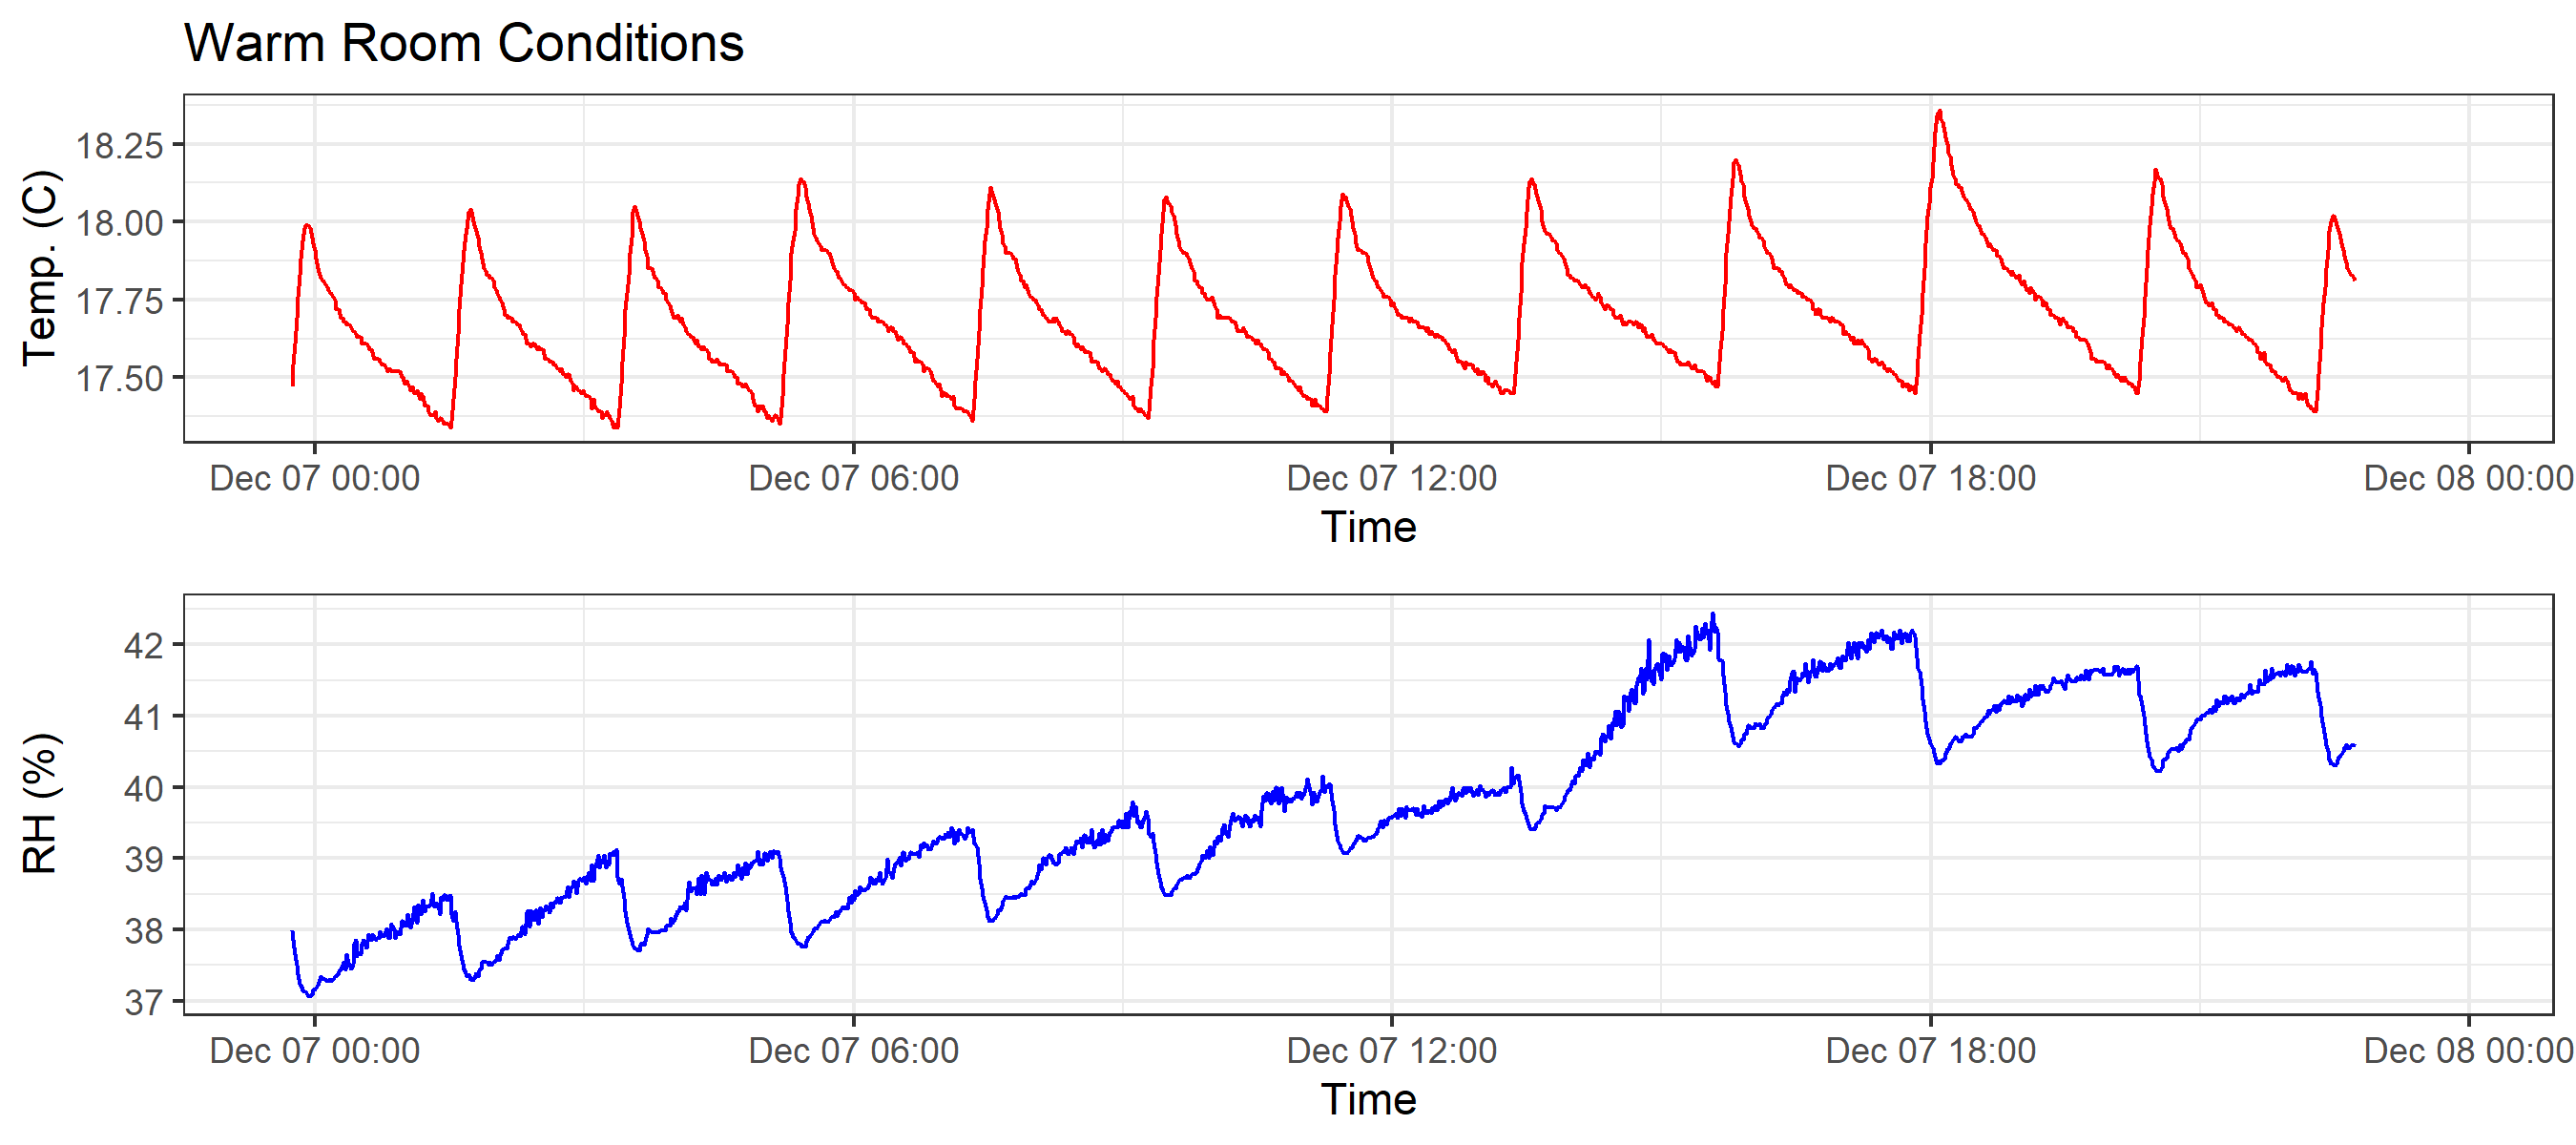 Warm Room Conditions
Temp. (C)
18.25
18.00
17.75
17.50
Dec 07 00:00 Dec 07 06:00 Dec 07 12:00 Dec 07 18:00 Dec 08 00:00
Time
RH (%)
42
41
40
39
38
37
Dec 07 00:00 Dec 07 06:00 Dec 07 12:00 Dec 07 18:00 Dec 08 00:00
Time